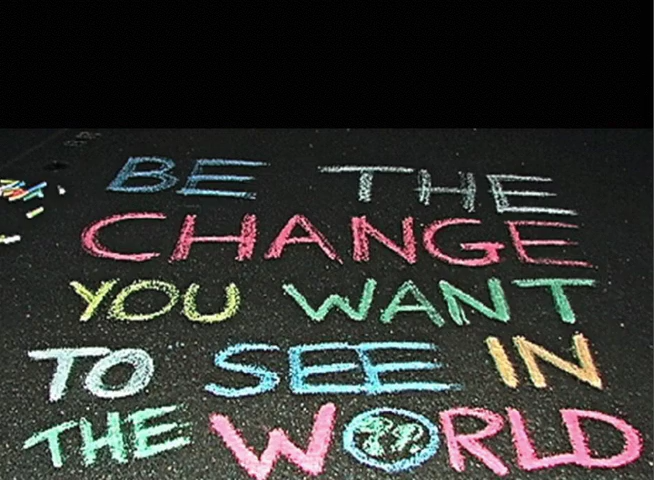 BE THE
CHANGE
YOU WANT
TO SEE IN
THE WORLD